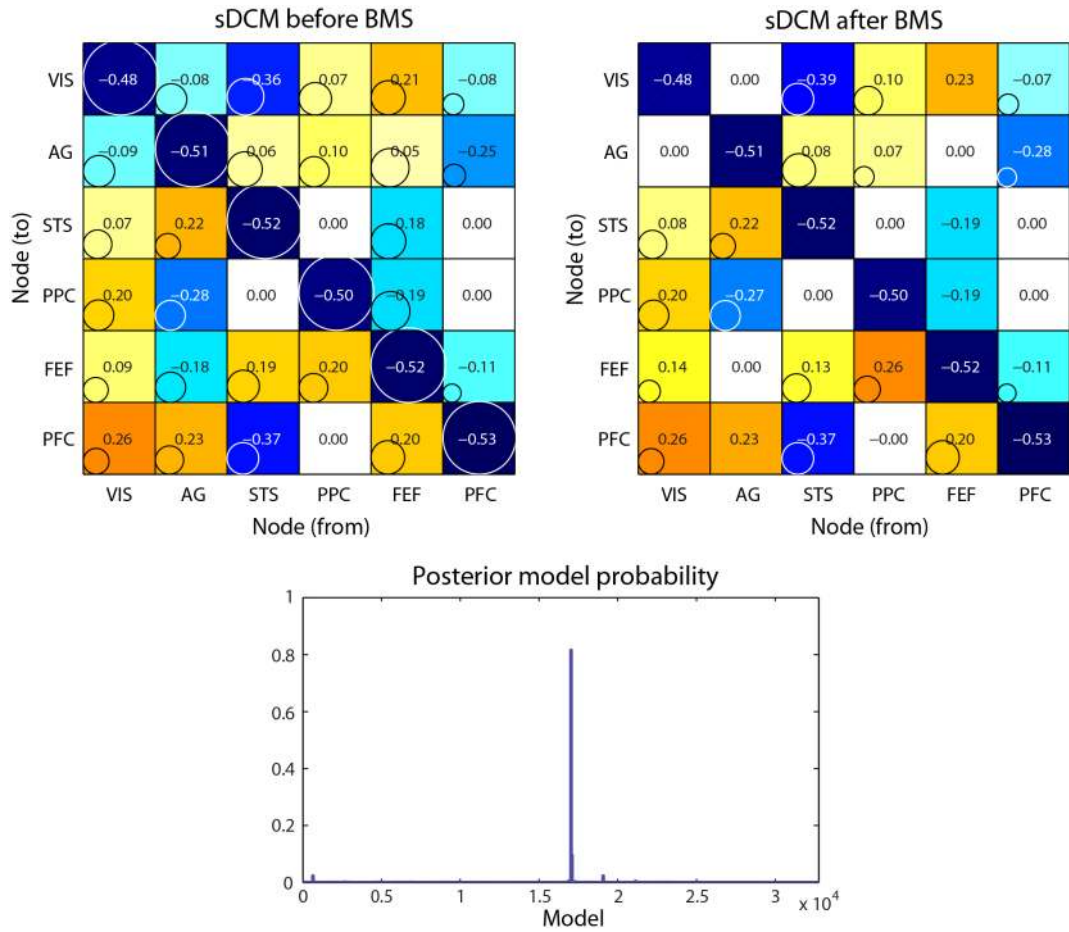 sDCM before BMS
sDCM after BMS
VIS −0.48 −0.08 −0.36 0.07 0.21 −0.08
AG −0.09 −0.51 0.06 0.10 0.05 −0.25
STS 0.07 0.22 −0.52 0.00 −0.18 0.00
PPC 0.20 −0.28 0.00 −0.50 −0.19 0.00
FEF 0.09 −0.18 0.19 0.20 −0.52 −0.11
PFC 0.26 0.23 −0.37 0.00 0.20 −0.53
VIS AG STS PPC FEF PFC
Node (to)
Node (from)
VIS −0.48 0.00 −0.39 0.10 0.23 −0.07
AG 0.00 −0.51 0.08 0.07 0.00 −0.28
STS 0.08 0.22 −0.52 0.00 −0.19 0.00
PPC 0.20 −0.27 0.00 −0.50 −0.19 0.00
FEF 0.14 0.00 0.13 0.26 −0.52 −0.11
PFC 0.26 0.23 −0.37 −0.00 0.20 −0.53
VIS AG STS PPC FEF PFC
Node (to)
Node (from)
Posterior model probability
1
0.8
0.6
0.4
0.2
0
0 0.5 1 1.5 2 2.5 3
x 10⁴
Model